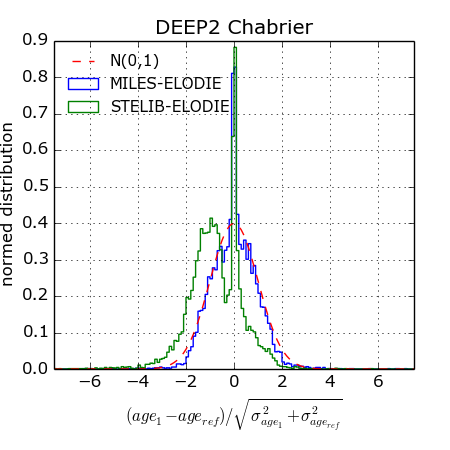 DEEP2 Chabrier
0.9
0.8
0.7
0.6
0.5
0.4
0.3
0.2
0.1
0.0
normed distribution
N(0,1)
MILES-ELODIE
STELIB-ELODIE
−6 −4 −2 0 2 4 6
(age₁−age_ref)/√σ²_age₁+σ²_age_ref